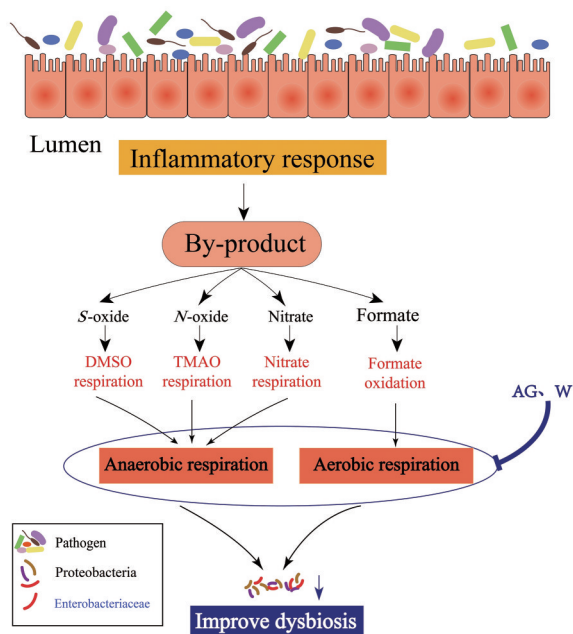 Lumen
Inflammatory response
By-product
S-oxide
N-oxide
Nitrate
Formate
DMSO
respiration
TMAO
respiration
Nitrate
respiration
Formate
oxidation
AG、W
Anaerobic respiration
Aerobic respiration
Pathogen
Proteobacteria
Enterobacteriaceae
Improve dysbiosis